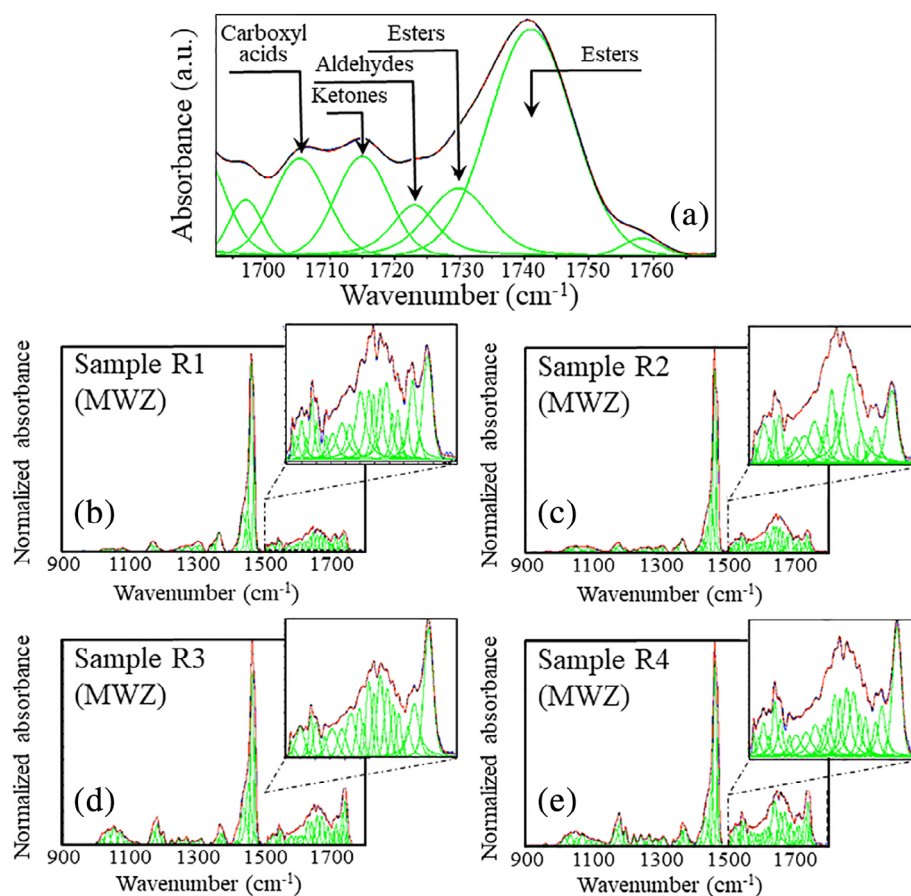 Carboxyl
acids
Aldehydes
Ketones
Esters
Esters
Absorbance (a.u.)
(a)
1700 1710 1720 1730 1740 1750 1760
Wavenumber (cm-1)
Normalized absorbance
Sample R1
(MWZ)
(b)
900 1100 1300 1500 1700
Wavenumber (cm-1)
Normalized absorbance
Sample R2
(MWZ)
(c)
900 1100 1300 1500 1700
Wavenumber (cm-1)
Normalized absorbance
Sample R3
(MWZ)
(d)
900 1100 1300 1500 1700
Wavenumber (cm-1)
Normalized absorbance
Sample R4
(MWZ)
(e)
900 1100 1300 1500 1700
Wavenumber (cm-1)